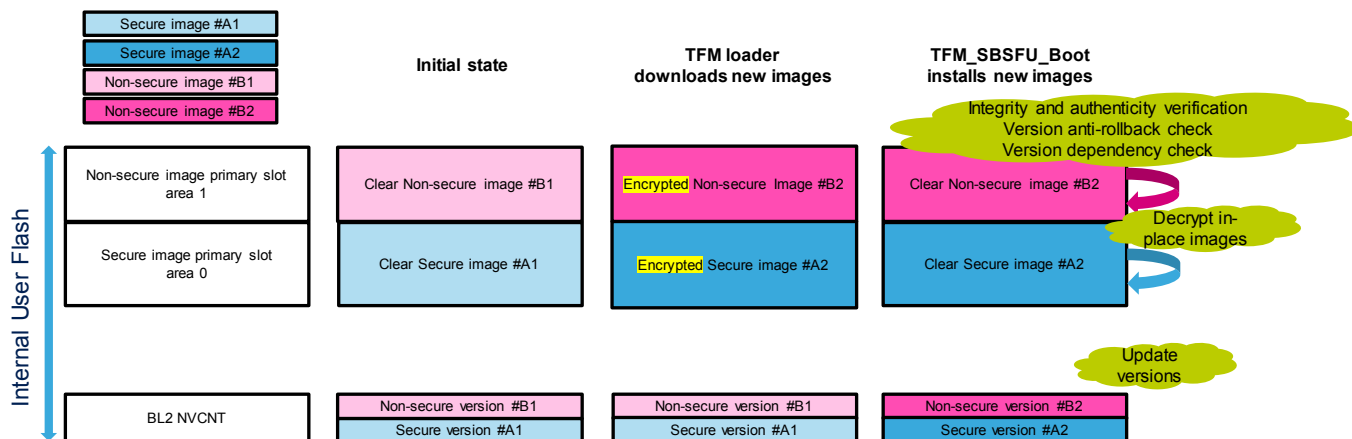 Secure image #A1
Secure image #A2
Non-secure image #B1
Non-secure image #B2
Initial state
TFM loader
downloads new images
TFM_SBSFU_Boot
installs new images
Integrity and authenticity verification
Version anti-rollback check
Version dependency check
Internal User Flash
Non-secure image primary slot
area 1
Clear Non-secure image #B1
Encrypted Non-secure Image #B2
Clear Non-secure image #B2
Decrypt in-
place images
Secure image primary slot
area 0
Clear Secure image #A1
Encrypted Secure image #A2
Clear Secure image #A2
Update
versions
BL2 NVCNT
Non-secure version #B1
Secure version #A1
Non-secure version #B1
Secure version #A1
Non-secure version #B2
Secure version #A2